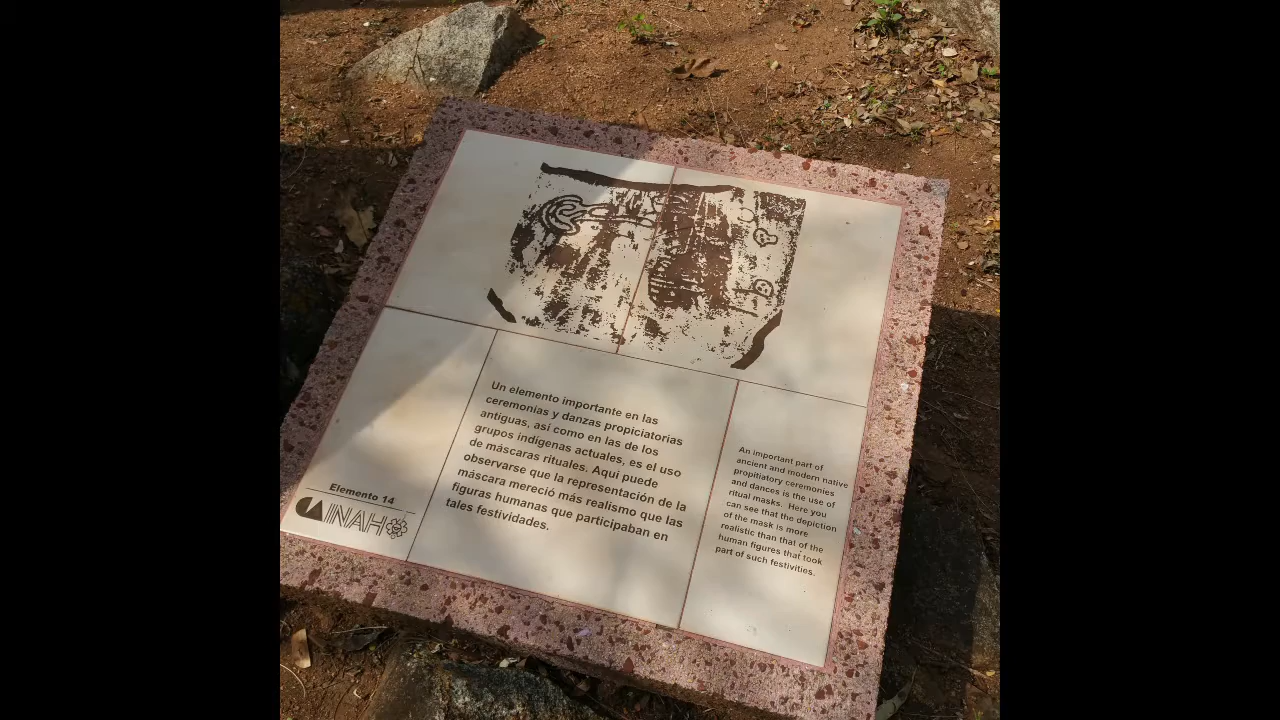 Un elemento importante en las
ceremonias y danzas propiciatorias
antiguas, así como en las de los
grupos indígenas actuales, es el uso
de máscaras rituales. Aquí puede
observarse que la representación de la
máscara mereció más realismo que las
figuras humanas que participaban en
tales festividades.
An important part of
ancient and modern native
propitiatory ceremonies
and dances is the use of
ritual masks. Here you
can see that the depiction
of the mask is more
realistic than that of the
human figures that took
part of such festivities.
Elemento 14
INAH